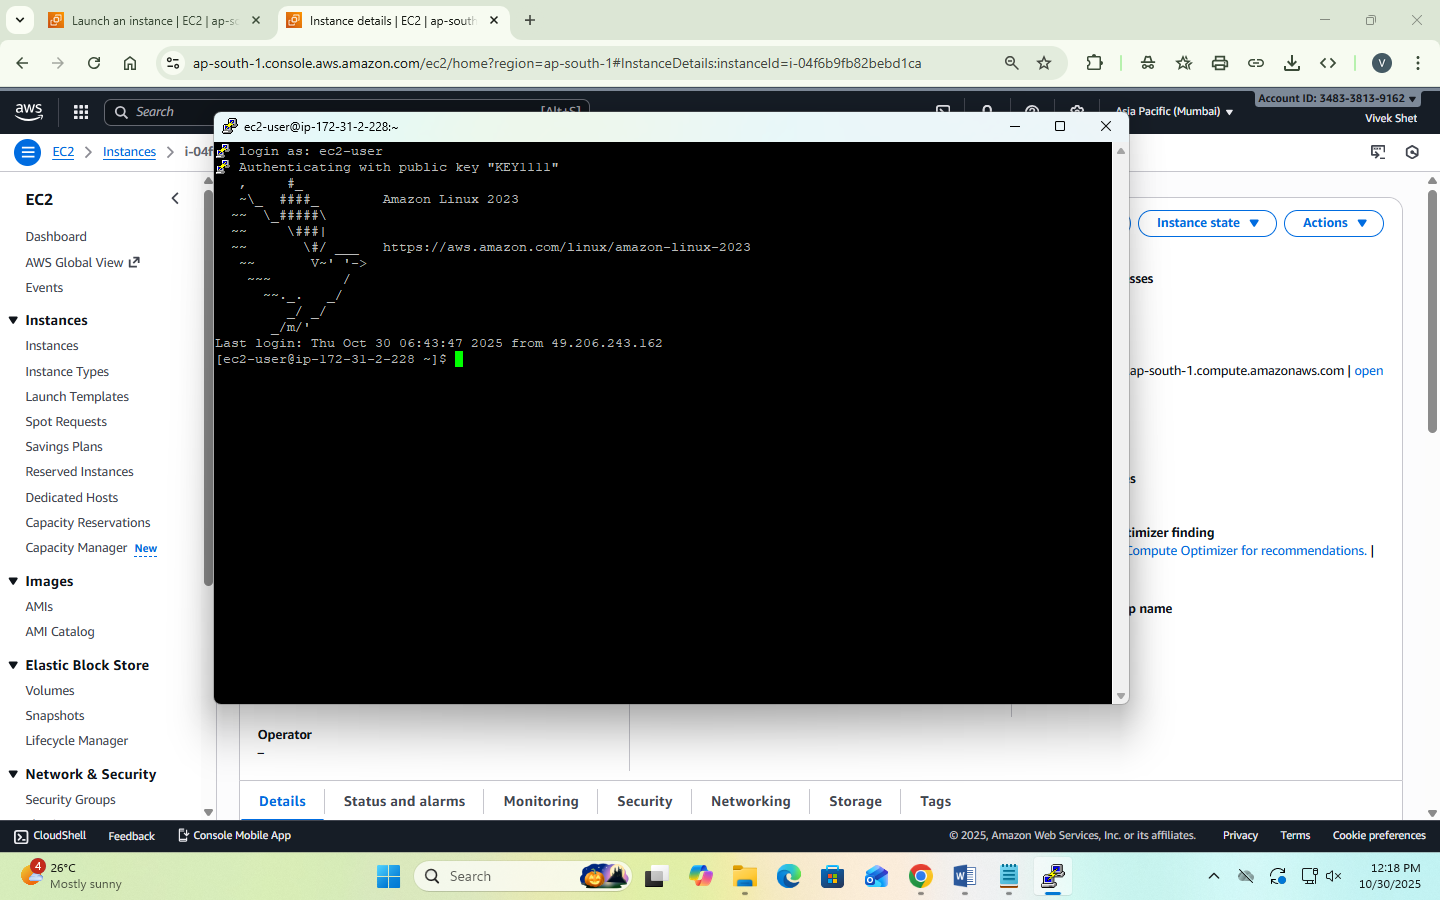 Launch an instance | EC2 | ap-sc
Instance details | EC2 | ap-south
ap-south-1.console.aws.amazon.com/ec2/home?region=ap-south-1#InstanceDetails:instanceId=i-04f6b9fb82bebd1ca
V
aws
Search
[Alt+S]
Asia Pacific (Mumbai)
Account ID: 3483-3813-9162
Vivek Shet
EC2
Instances
i-04f
ec2-user@ip-172-31-2-228:~
login as: ec2-user
Authenticating with public key "KEY1111"
   ,     #_
   ~\_  ####_        Amazon Linux 2023
  ~~  \_#####\
  ~~     \###|
  ~~       \#/ ___   https://aws.amazon.com/linux/amazon-linux-2023
   ~~       V~' '->
    ~~~         /
      ~~._.   _/
         _/ _/
       _/m/'
Last login: Thu Oct 30 06:43:47 2025 from 49.206.243.162
[ec2-user@ip-172-31-2-228 ~]$
EC2
Dashboard
AWS Global View
Events
Instances
Instances
Instance Types
Launch Templates
Spot Requests
Savings Plans
Reserved Instances
Dedicated Hosts
Capacity Reservations
Capacity Manager New
Images
AMIs
AMI Catalog
Elastic Block Store
Volumes
Snapshots
Lifecycle Manager
Network & Security
Security Groups
Instance state
Actions
sses
ap-south-1.compute.amazonaws.com | open
s
timizer finding
Compute Optimizer for recommendations. |
p name
Operator
–
Details
Status and alarms
Monitoring
Security
Networking
Storage
Tags
CloudShell
Feedback
Console Mobile App
© 2025, Amazon Web Services, Inc. or its affiliates.
Privacy
Terms
Cookie preferences
4
26°C
Mostly sunny
Search
12:18 PM
10/30/2025